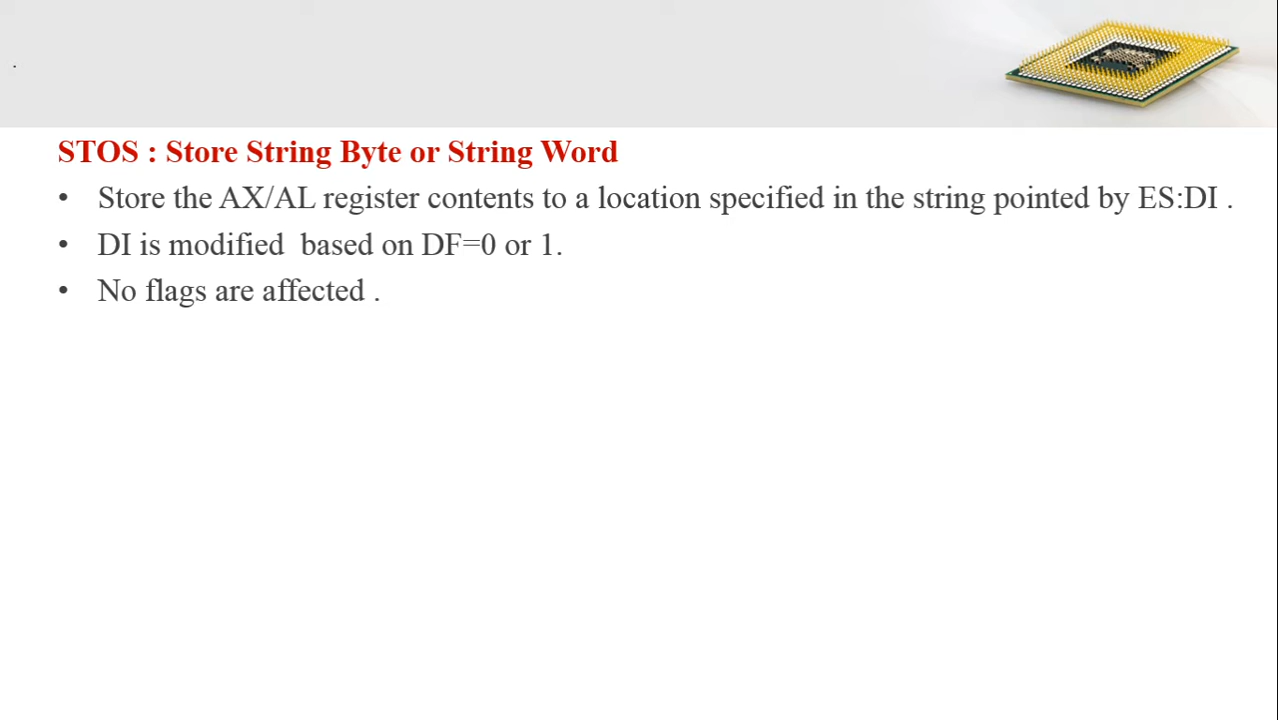 .
STOS : Store String Byte or String Word
• Store the AX/AL register contents to a location specified in the string pointed by ES:DI .
• DI is modified  based on DF=0 or 1.
• No flags are affected .